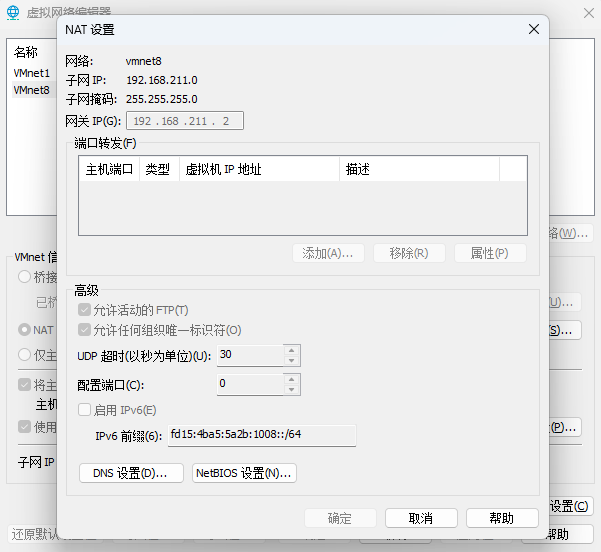 虚拟网络编辑器
NAT 设置
名称
VMnet1
VMnet8
网络: vmnet8
子网 IP: 192.168.211.0
子网掩码: 255.255.255.0
网关 IP(G): 192 . 168 . 211 . 2
端口转发(F)
主机端口 类型 虚拟机 IP 地址 描述
添加(A)... 移除(R) 属性(P)
络(W)...
VMnet 信
桥接
已桥
(U)...
NAT
(S)...
仅主
将主
主机
使用
(P)...
子网 IP
高级
允许活动的 FTP(T)
允许任何组织唯一标识符(O)
UDP 超时(以秒为单位)(U): 30
配置端口(C): 0
启用 IPv6(E)
IPv6 前缀(6): fd15:4ba5:5a2b:1008::/64
DNS 设置(D)... NetBIOS 设置(N)...
设置(C)
确定 取消 帮助
还原默认
帮助